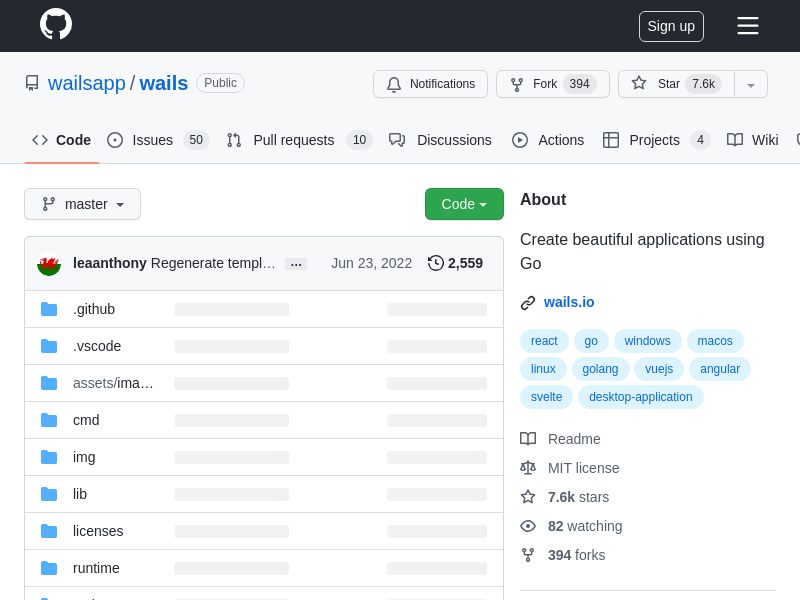 Sign up
wailsapp / wails Public
Notifications Fork 394 Star 7.6k
Code Issues 50 Pull requests 10 Discussions Actions Projects 4 Wiki
master Code
leaanthony Regenerate templ… … Jun 23, 2022 2,559
.github
.vscode
assets/ima…
cmd
img
lib
licenses
runtime
About
Create beautiful applications using
Go
wails.io
react go windows macos
linux golang vuejs angular
svelte desktop-application
Readme
MIT license
7.6k stars
82 watching
394 forks